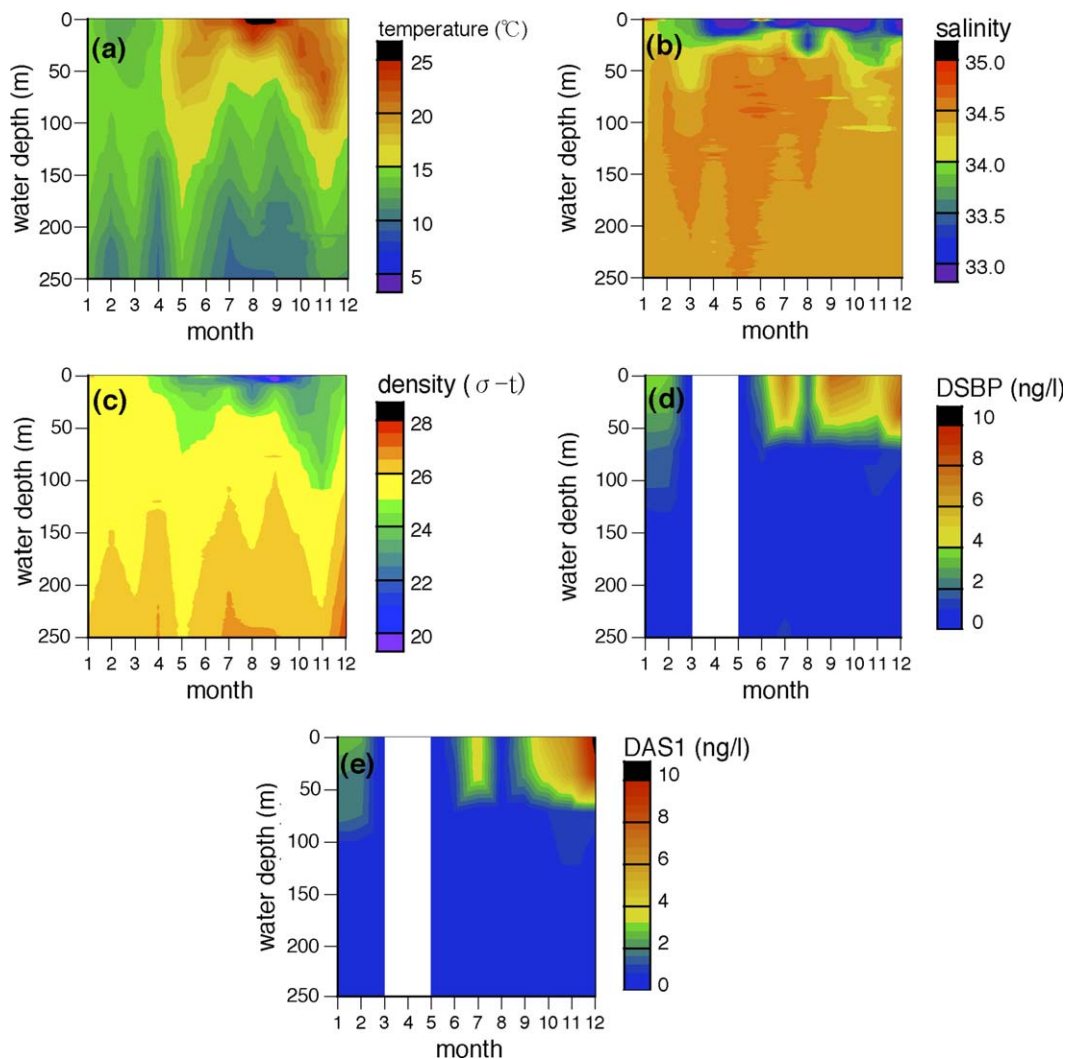 (a)
temperature (℃)
water depth (m)
0
50
100
150
200
250
1 2 3 4 5 6 7 8 9 10 11 12
month
25
20
15
10
5
(b)
salinity
water depth (m)
0
50
100
150
200
250
1 2 3 4 5 6 7 8 9 10 11 12
month
35.0
34.5
34.0
33.5
33.0
(c)
density (σ-t)
water depth (m)
0
50
100
150
200
250
1 2 3 4 5 6 7 8 9 10 11 12
month
28
26
24
22
20
(d)
DSBP (ng/l)
water depth (m)
0
50
100
150
200
250
1 2 3 4 5 6 7 8 9 10 11 12
month
10
8
6
4
2
0
(e)
DAS1 (ng/l)
water depth (m)
0
50
100
150
200
250
1 2 3 4 5 6 7 8 9 10 11 12
month
10
8
6
4
2
0